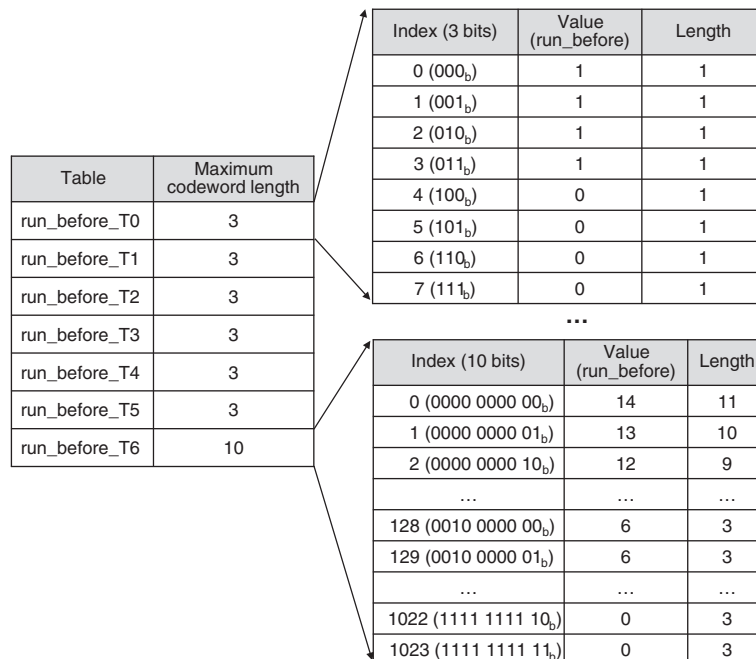 Table Maximum codeword length
run_before_T0 3
run_before_T1 3
run_before_T2 3
run_before_T3 3
run_before_T4 3
run_before_T5 3
run_before_T6 10
Index (3 bits) Value (run_before) Length
0 (000b) 1 1
1 (001b) 1 1
2 (010b) 1 1
3 (011b) 1 1
4 (100b) 0 1
5 (101b) 0 1
6 (110b) 0 1
7 (111b) 0 1
...
Index (10 bits) Value (run_before) Length
0 (0000 0000 00b) 14 11
1 (0000 0000 01b) 13 10
2 (0000 0000 10b) 12 9
... ... ...
128 (0010 0000 00b) 6 3
129 (0010 0000 01b) 6 3
... ... ...
1022 (1111 1111 10b) 0 3
1023 (1111 1111 11b) 0 3